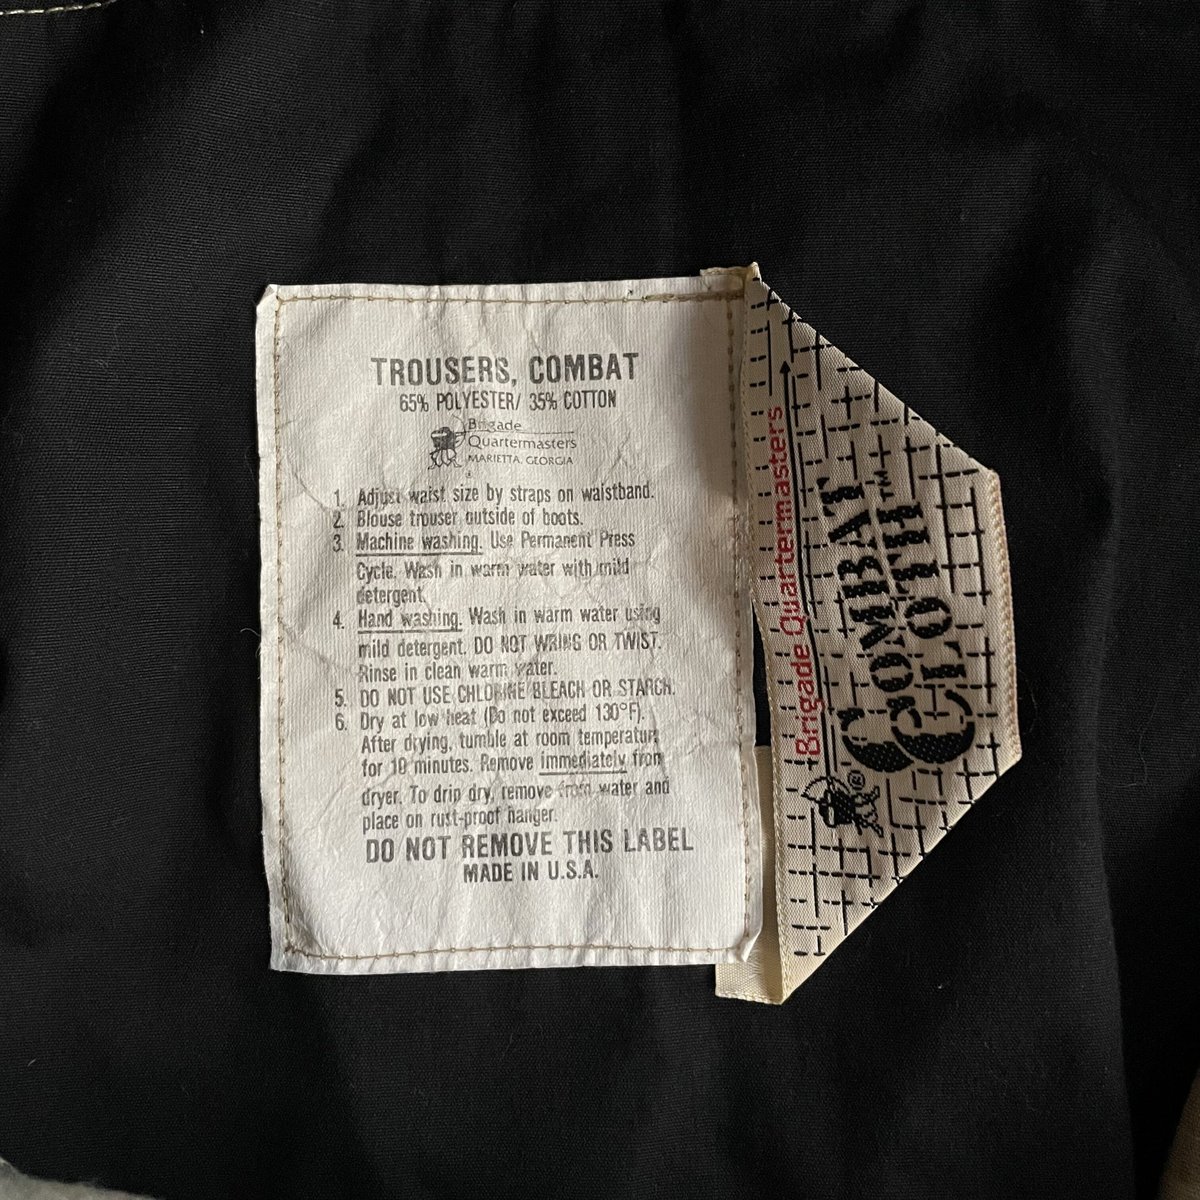 TROUSERS, COMBAT
65% POLYESTER/ 35% COTTON
Brigade
Quartermasters
MARIETTA, GEORGIA
1. Adjust waist size by straps on waistband.
2. Blouse trouser outside of boots.
3. Machine washing. Use Permanent Press
Cycle. Wash in warm water with mild
detergent.
4. Hand washing. Wash in warm water using
mild detergent. DO NOT WRING OR TWIST.
Rinse in clean warm water.
5. DO NOT USE CHLORINE BLEACH OR STARCH.
6. Dry at low heat (Do not exceed 130°F).
After drying, tumble at room temperature
for 10 minutes. Remove immediately from
dryer. To drip dry, remove from water and
place on rust-proof hanger.
DO NOT REMOVE THIS LABEL
MADE IN U.S.A.
Brigade Quartermasters
®
COMBAT
CLOTH™